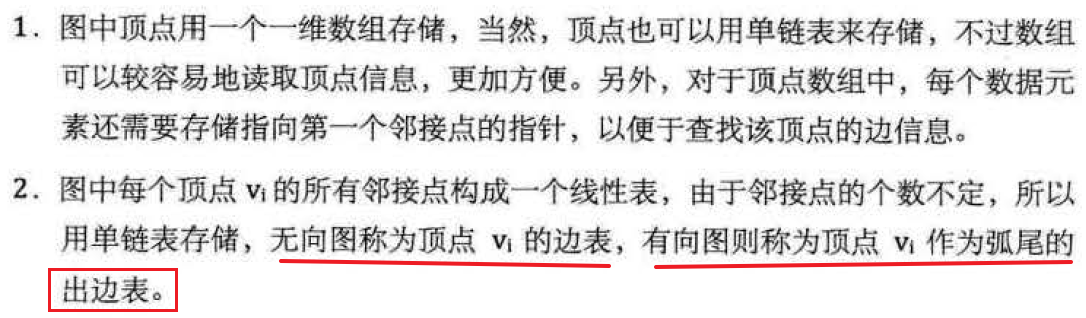 1. 图中顶点用一个一维数组存储，当然，顶点也可以用单链表来存储，不过数组
可以较容易地读取顶点信息，更加方便。另外，对于顶点数组中，每个数据元
素还需要存储指向第一个邻接点的指针，以便于查找该顶点的边信息。
2. 图中每个顶点 vᵢ 的所有邻接点构成一个线性表，由于邻接点的个数不定，所以
用单链表存储，无向图称为顶点 vᵢ 的边表，有向图则称为顶点 vᵢ 作为弧尾的
出边表。